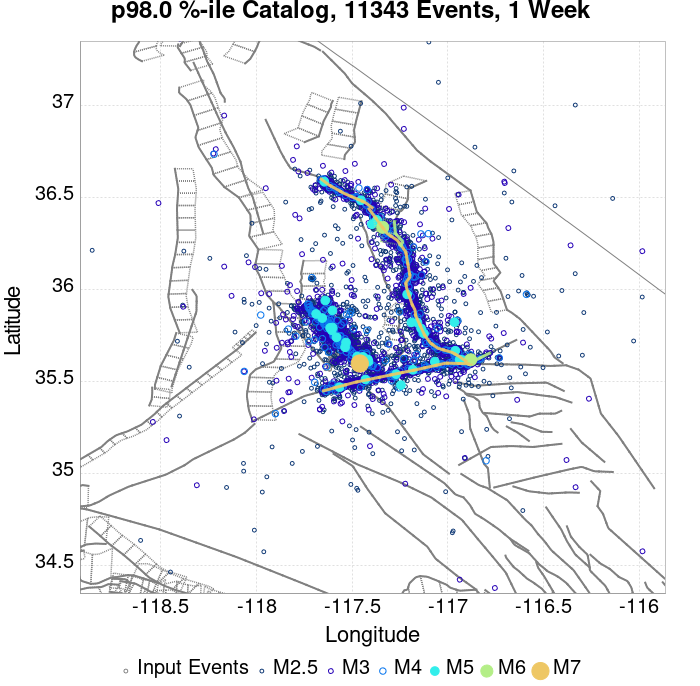 p98.0 %-ile Catalog, 11343 Events, 1 Week
37
36.5
36
35.5
35
34.5
Latitude
-118.5 -118 -117.5 -117 -116.5 -116
Longitude
Input Events M2.5 M3 M4 M5 M6 M7